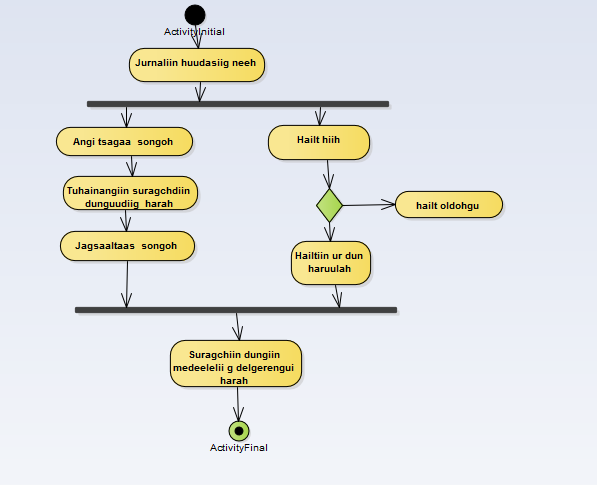 ActivityInitial
Jurnaliin huudasiig neeh
Angi tsagaa songoh
Tuhainangiin suragchdiin
dunguudiig harah
Jagsaaltaas songoh
Hailt hiih
hailt oldohgu
Hailtiin ur dun
haruulah
Suragchiin dungiin
medeelelii g delgerengui
harah
ActivityFinal